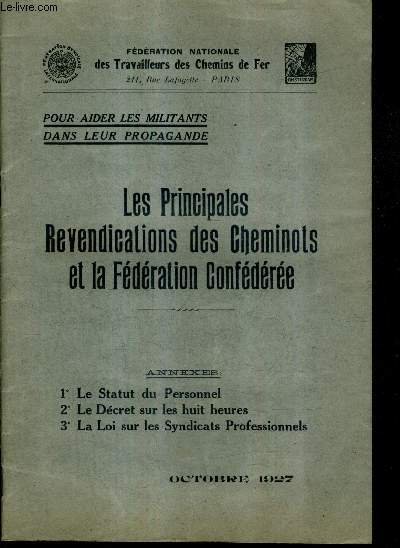 Le-livre.com
FÉDÉRATION NATIONALE
des Travailleurs des Chemins de Fer
211, Rue Lafayette - PARIS
POUR AIDER LES MILITANTS
DANS LEUR PROPAGANDE
Les Principales
Revendications des Cheminots
et la Fédération Confédérée
ANNEXES
1° Le Statut du Personnel
2° Le Décret sur les huit heures
3° La Loi sur les Syndicats Professionnels
OCTOBRE 1927